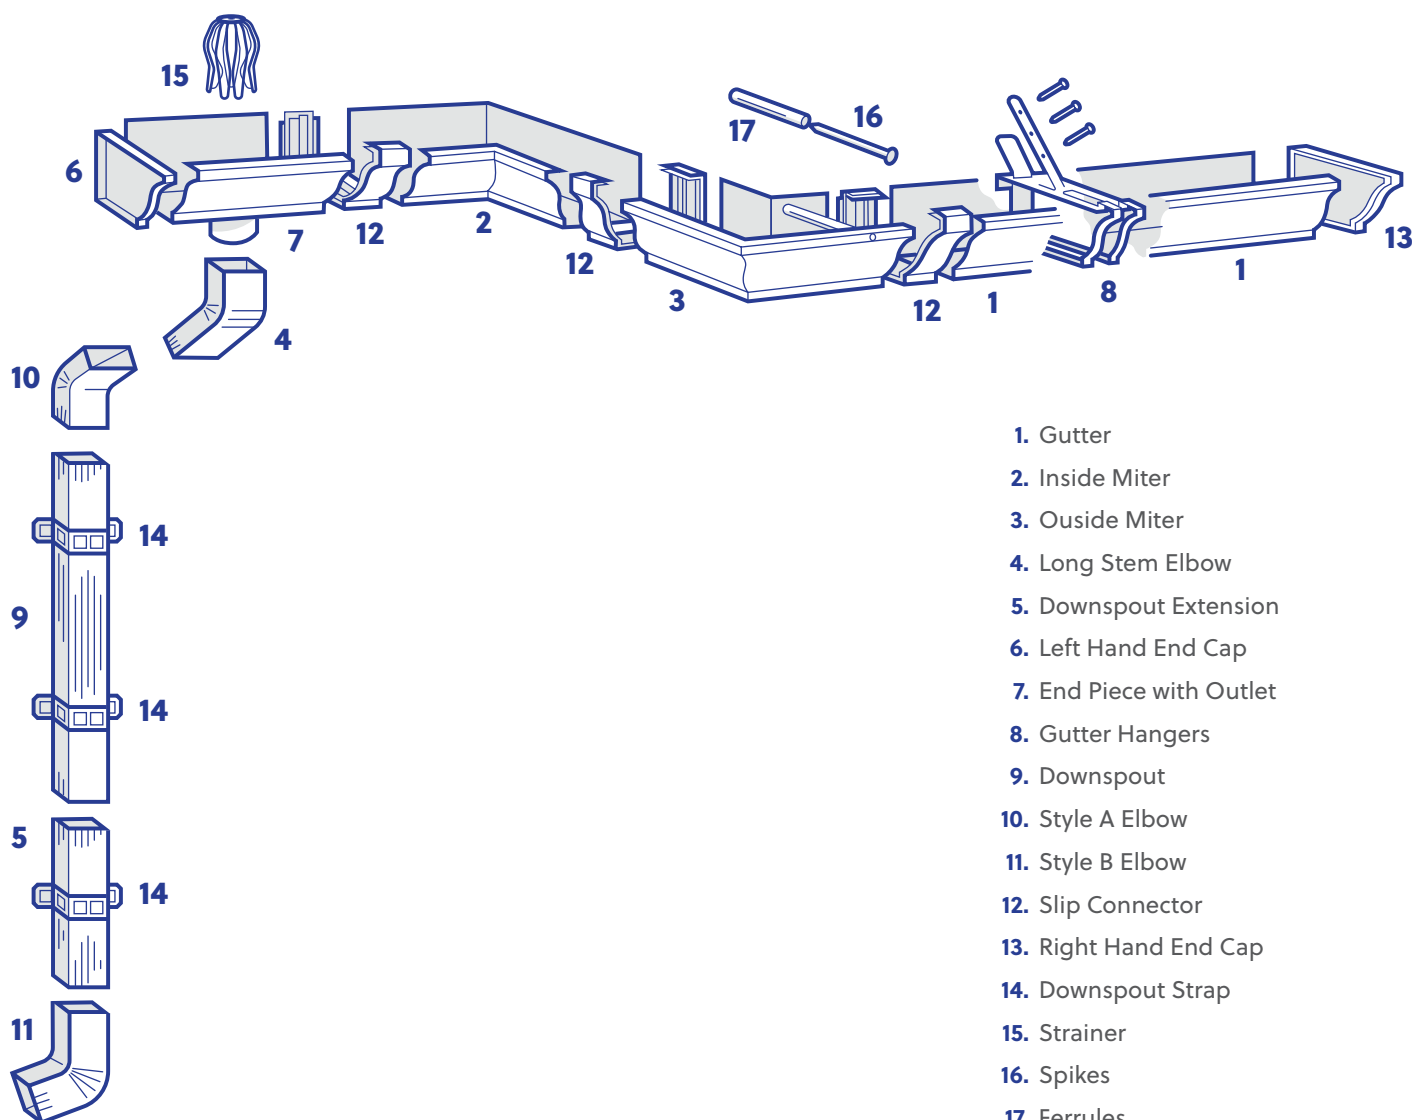 15
17
16
6
7
12
2
12
3
12
1
8
1
13
4
10
14
9
14
5
14
11
1. Gutter
2. Inside Miter
3. Ouside Miter
4. Long Stem Elbow
5. Downspout Extension
6. Left Hand End Cap
7. End Piece with Outlet
8. Gutter Hangers
9. Downspout
10. Style A Elbow
11. Style B Elbow
12. Slip Connector
13. Right Hand End Cap
14. Downspout Strap
15. Strainer
16. Spikes
17. Ferrules